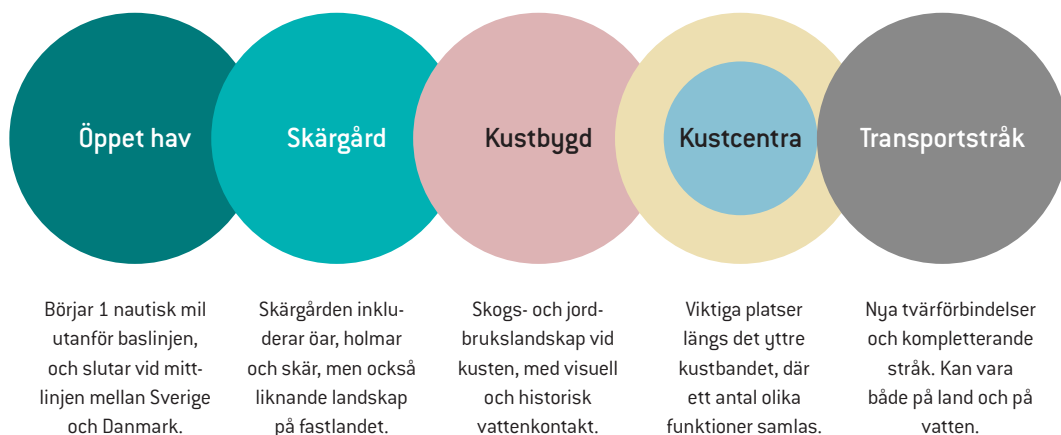 Öppet hav
Skärgård
Kustbygd
Kustcentra
Transportstråk
Börjar 1 nautisk mil
utanför baslinjen,
och slutar vid mitt-
linjen mellan Sverige
och Danmark.
Skärgården inklu-
derar öar, holmar
och skär, men också
liknande landskap
på fastlandet.
Skogs- och jord-
brukslandskap vid
kusten, med visuell
och historisk
vattenkontakt.
Viktiga platser
längs det yttre
kustbandet, där
ett antal olika
funktioner samlas.
Nya tvärförbindelser
och kompletterande
stråk. Kan vara
både på land och på
vatten.